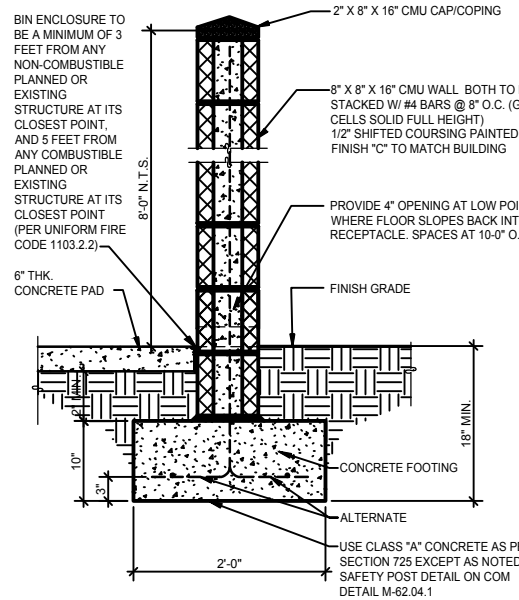 BIN ENCLOSURE TO
BE A MINIMUM OF 3
FEET FROM ANY
NON-COMBUSTIBLE
PLANNED OR
EXISTING
STRUCTURE AT ITS
CLOSEST POINT,
AND 5 FEET FROM
ANY COMBUSTIBLE
PLANNED OR
EXISTING
STRUCTURE AT ITS
CLOSEST POINT
(PER UNIFORM FIRE
CODE 1103.2.2)
6" THK.
CONCRETE PAD
8'-0" N.T.S.
2" X 8" X 16" CMU CAP/COPING
8" X 8" X 16" CMU WALL BOTH TO
STACKED W/ #4 BARS @ 8" O.C.
CELLS SOLID FULL HEIGHT)
1/2" SHIFTED COURSING PAINTED
FINISH "C" TO MATCH BUILDING
PROVIDE 4" OPENING AT LOW
WHERE FLOOR SLOPES BACK
RECEPTACLE. SPACES AT 10-0"
FINISH GRADE
2" MIN
10"
3"
18" MIN.
CONCRETE FOOTING
ALTERNATE
2'-0"
USE CLASS "A" CONCRETE AS
SECTION 725 EXCEPT AS NOTED
SAFETY POST DETAIL ON COM
DETAIL M-62.04.1